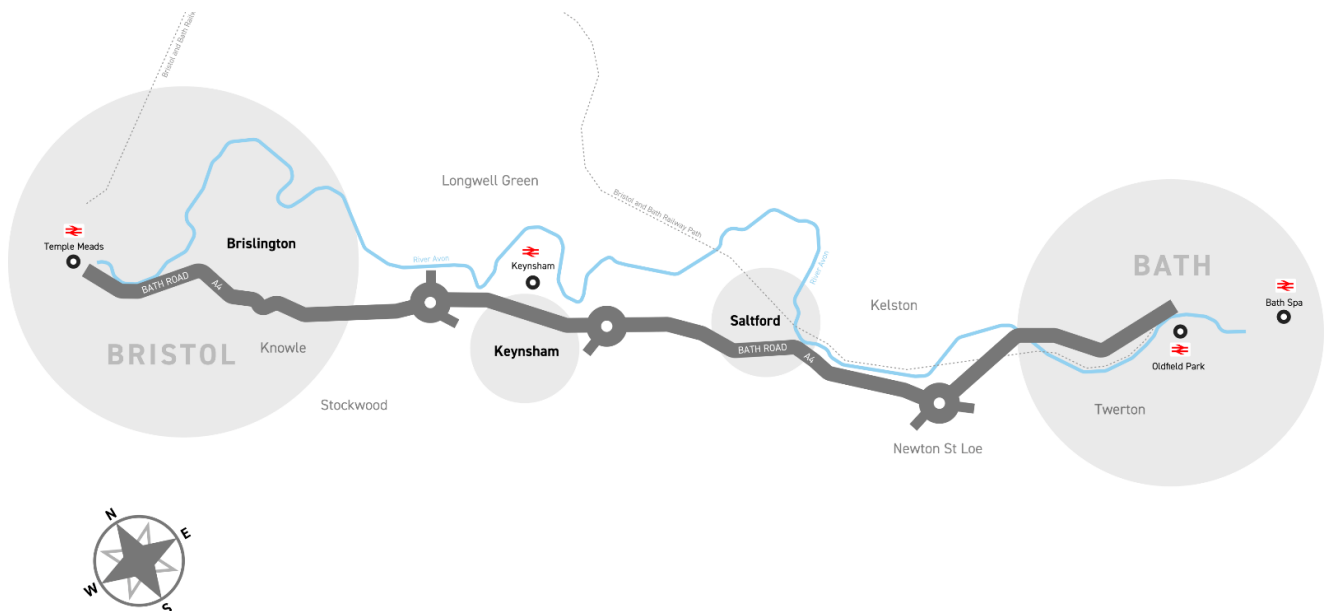 Bristol and Bath Railw
Longwell Green
Bristol and Bath Railway Path
Temple Meads
Brislington
River Avon
Keynsham
River Avon
BATH
Bath Spa
BATH ROAD
A4
Kelston
BRISTOL
Knowle
Keynsham
Saltford
BATH ROAD
A4
Oldfield Park
Stockwood
Twerton
Newton St Loe
N
E
W
S